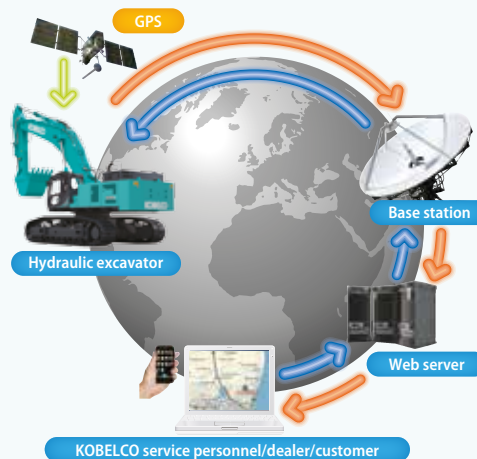 GPS
Base station
Hydraulic excavator
Web server
KOBELCO service personnel/dealer/customer